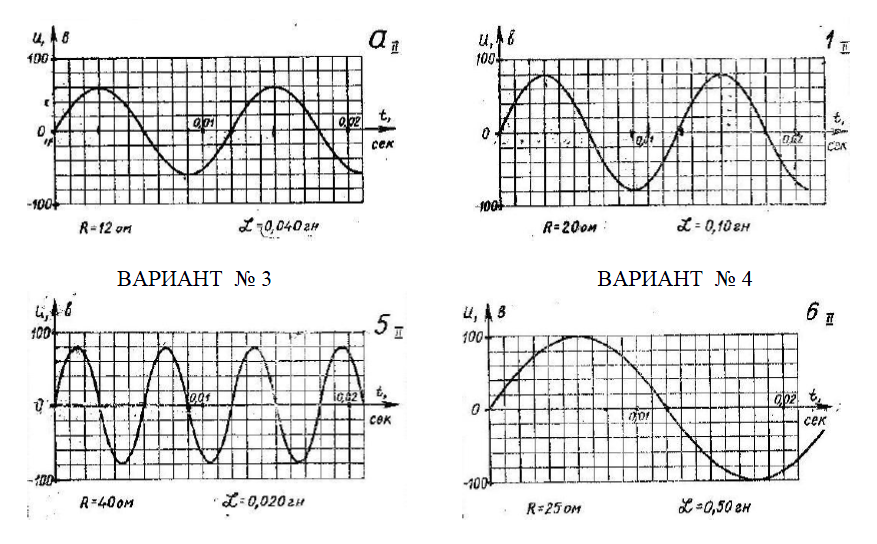 u, в
a II
100
0
0,01
0,02
t,
сек
-100
R=12 ом
L=0,040 гн
u, в
1 II
100
0
0,01
0,02
t,
сек
-100
R=20 ом
L=0,10 гн
ВАРИАНТ № 3
ВАРИАНТ № 4
u, в
5 II
100
0
0,01
0,02
t,
сек
-100
R=40 ом
L=0,020 гн
u, в
6 II
100
0
0,01
0,02
t,
сек
-100
R=25 ом
L=0,50 гн